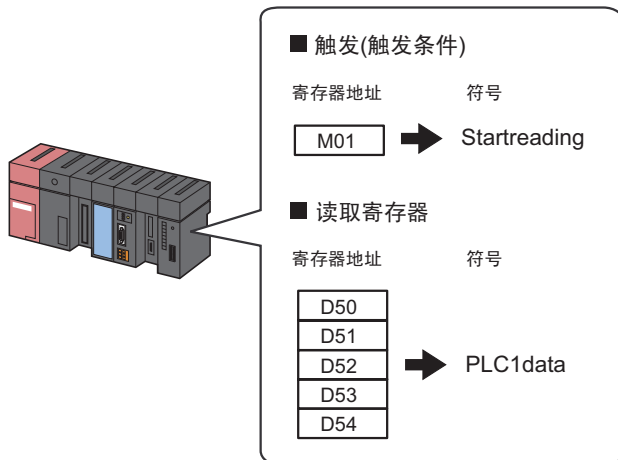 ■ 触发(触发条件)
寄存器地址 符号
M01 Startreading
■ 读取寄存器
寄存器地址 符号
D50
D51
D52 PLC1data
D53
D54